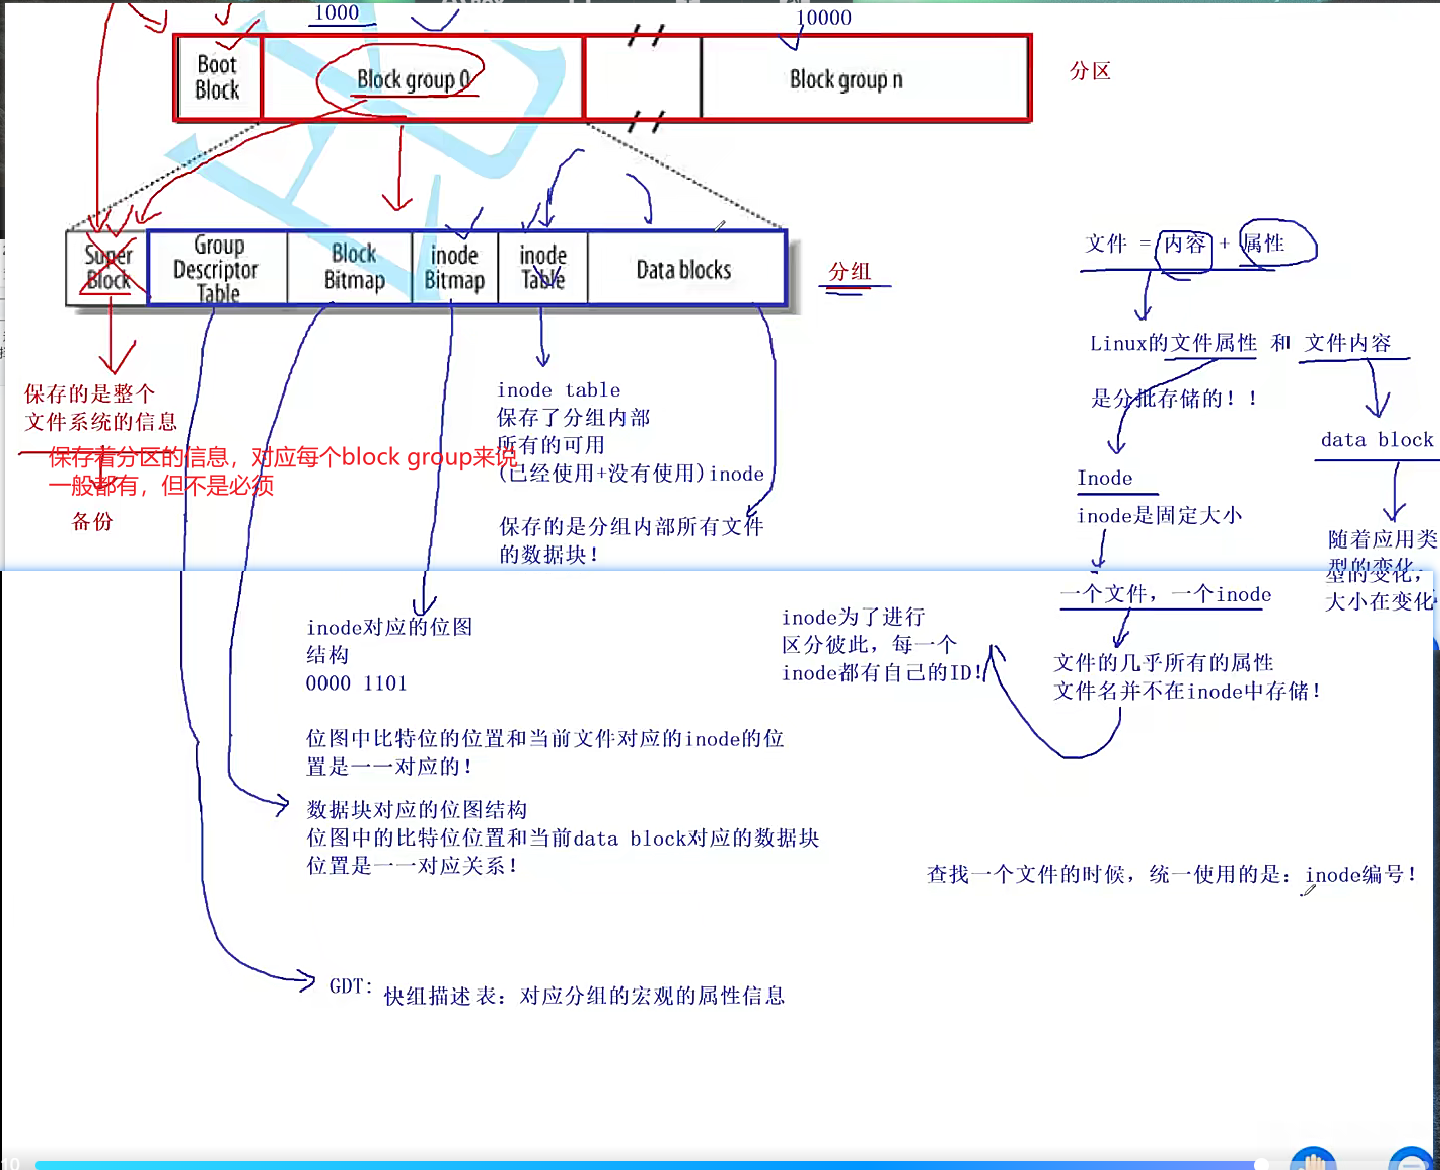 1000
10000
Boot
Block
Block group 0
Block group n
分区
Super
Block
Group
Descriptor
Table
Block
Bitmap
inode
Bitmap
inode
Table
Data blocks
分组
文件 = 内容 + 属性
Linux的文件属性 和 文件内容
是分批存储的！！
Inode
inode是固定大小
data block
随着应用类
型的变化，
大小在变化
一个文件，一个inode
文件的几乎所有的属性
文件名并不在inode中存储！
inode为了进行
区分彼此，每一个
inode都有自己的ID！
保存的是整个
文件系统的信息
保存着分区的信息，对应每个block group来说
一般都有，但不是必须
备份
inode table
保存了分组内部
所有的可用
(已经使用+没有使用)inode
保存的是分组内部所有文件
的数据块！
inode对应的位图
结构
0000 1101
位图中比特位的位置和当前文件对应的inode的位
置是一一对应的！
数据块对应的位图结构
位图中的比特位位置和当前data block对应的数据块
位置是一一对应关系！
查找一个文件的时候，统一使用的是：inode编号！
GDT：
快组描述表：对应分组的宏观的属性信息